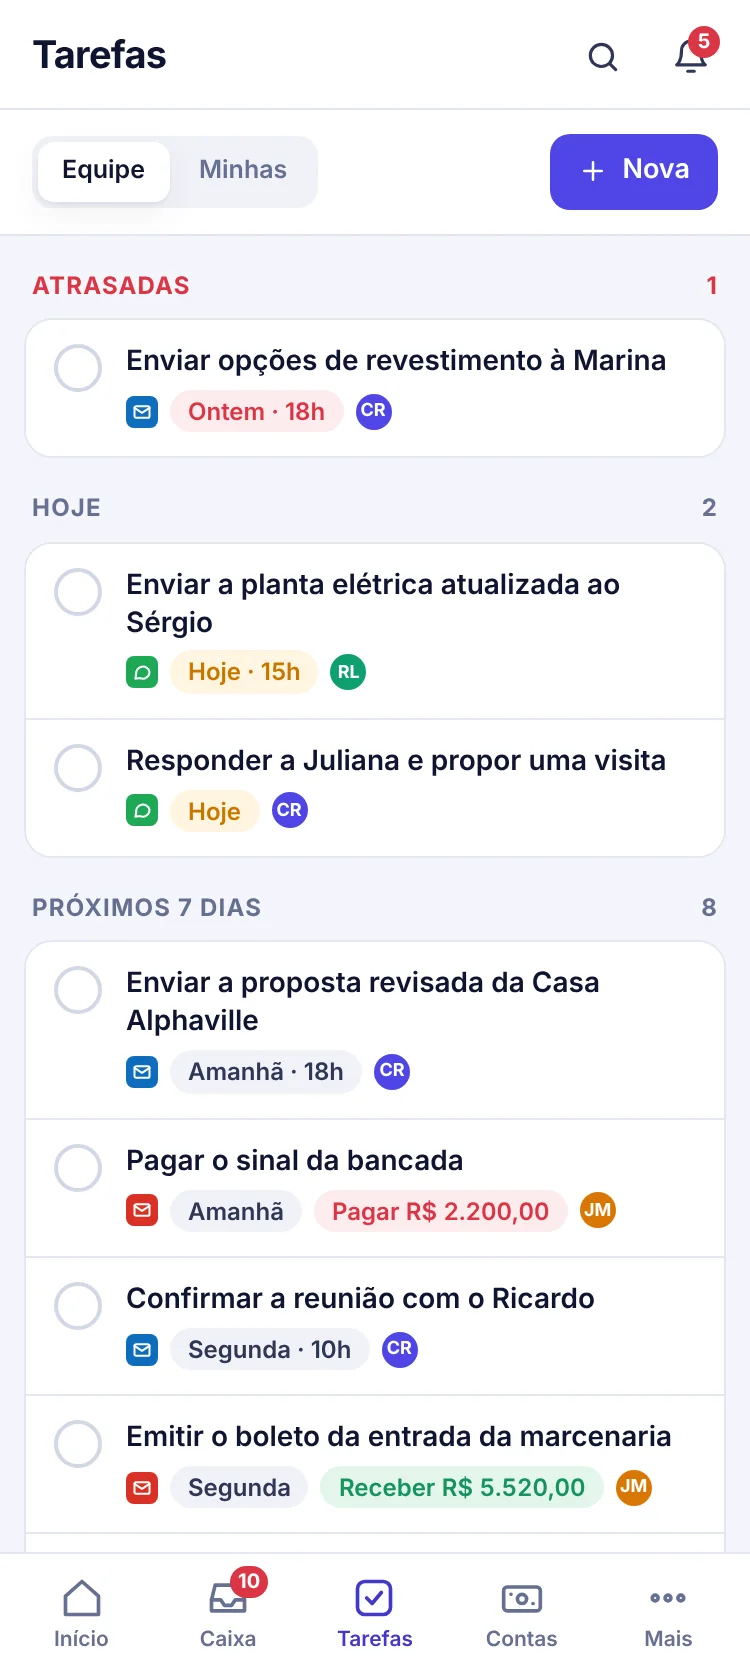 Tarefas
5
Equipe
Minhas
+ Nova
ATRASADAS
1
Enviar opções de revestimento à Marina
Ontem · 18h
CR
HOJE
2
Enviar a planta elétrica atualizada ao
Sérgio
Hoje · 15h
RL
Responder a Juliana e propor uma visita
Hoje
CR
PRÓXIMOS 7 DIAS
8
Enviar a proposta revisada da Casa
Alphaville
Amanhã · 18h
CR
Pagar o sinal da bancada
Amanhã
Pagar R$ 2.200,00
JM
Confirmar a reunião com o Ricardo
Segunda · 10h
CR
Emitir o boleto da entrada da marcenaria
Segunda
Receber R$ 5.520,00
JM
Início
10
Caixa
Tarefas
Contas
Mais